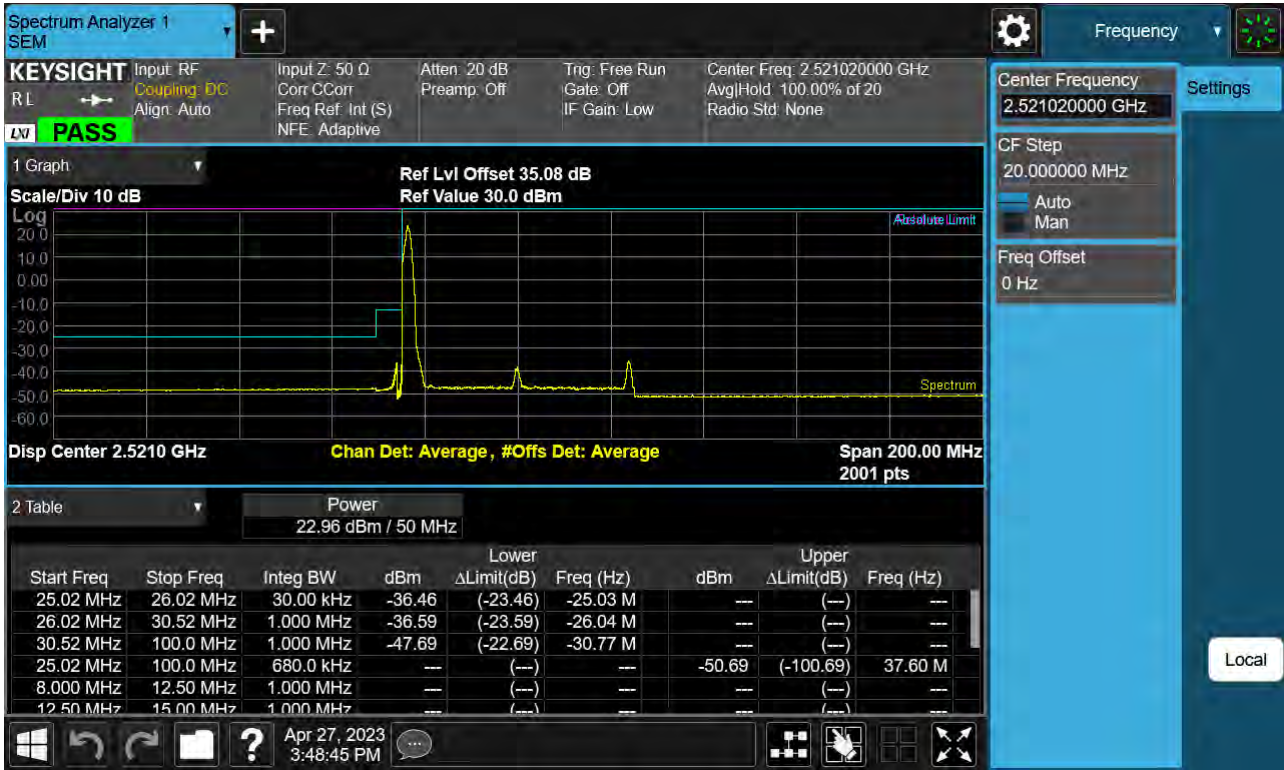 Spectrum Analyzer 1
SEM
Frequency
KEYSIGHT
R L
LXI
PASS
Input: RF
Coupling: DC
Align: Auto
Input Z: 50 Ω
Corr CCorr
Freq Ref: Int (S)
NFE: Adaptive
Atten: 20 dB
Preamp: Off
Trig: Free Run
Gate: Off
IF Gain: Low
Center Freq: 2.521020000 GHz
Avg|Hold: 100.00% of 20
Radio Std: None
Center Frequency
2.521020000 GHz
Settings
CF Step
20.000000 MHz
Auto
Man
Freq Offset
0 Hz
Local
1 Graph
Scale/Div 10 dB
Ref Lvl Offset 35.08 dB
Ref Value 30.0 dBm
Log
20.0
10.0
0.00
-10.0
-20.0
-30.0
-40.0
-50.0
-60.0
Limit
Spectrum
Disp Center 2.5210 GHz
Chan Det: Average, #Offs Det: Average
Span 200.00 MHz
2001 pts
2 Table
Power
22.96 dBm / 50 MHz
Lower Upper
Start Freq Stop Freq Integ BW dBm ΔLimit(dB) Freq (Hz) dBm ΔLimit(dB) Freq (Hz)
25.02 MHz 26.02 MHz 30.00 kHz -36.46 (-23.46) -25.03 M --- (---) ---
26.02 MHz 30.52 MHz 1.000 MHz -36.59 (-23.59) -26.04 M --- (---) ---
30.52 MHz 100.0 MHz 1.000 MHz -47.69 (-22.69) -30.77 M --- (---) ---
25.02 MHz 100.0 MHz 680.0 kHz --- (---) --- -50.69 (-100.69) 37.60 M
8.000 MHz 12.50 MHz 1.000 MHz --- (---) --- --- (---) ---
12.50 MHz 15.00 MHz 1.000 MHz --- (---) --- --- (---) ---
?
Apr 27, 2023
3:48:45 PM